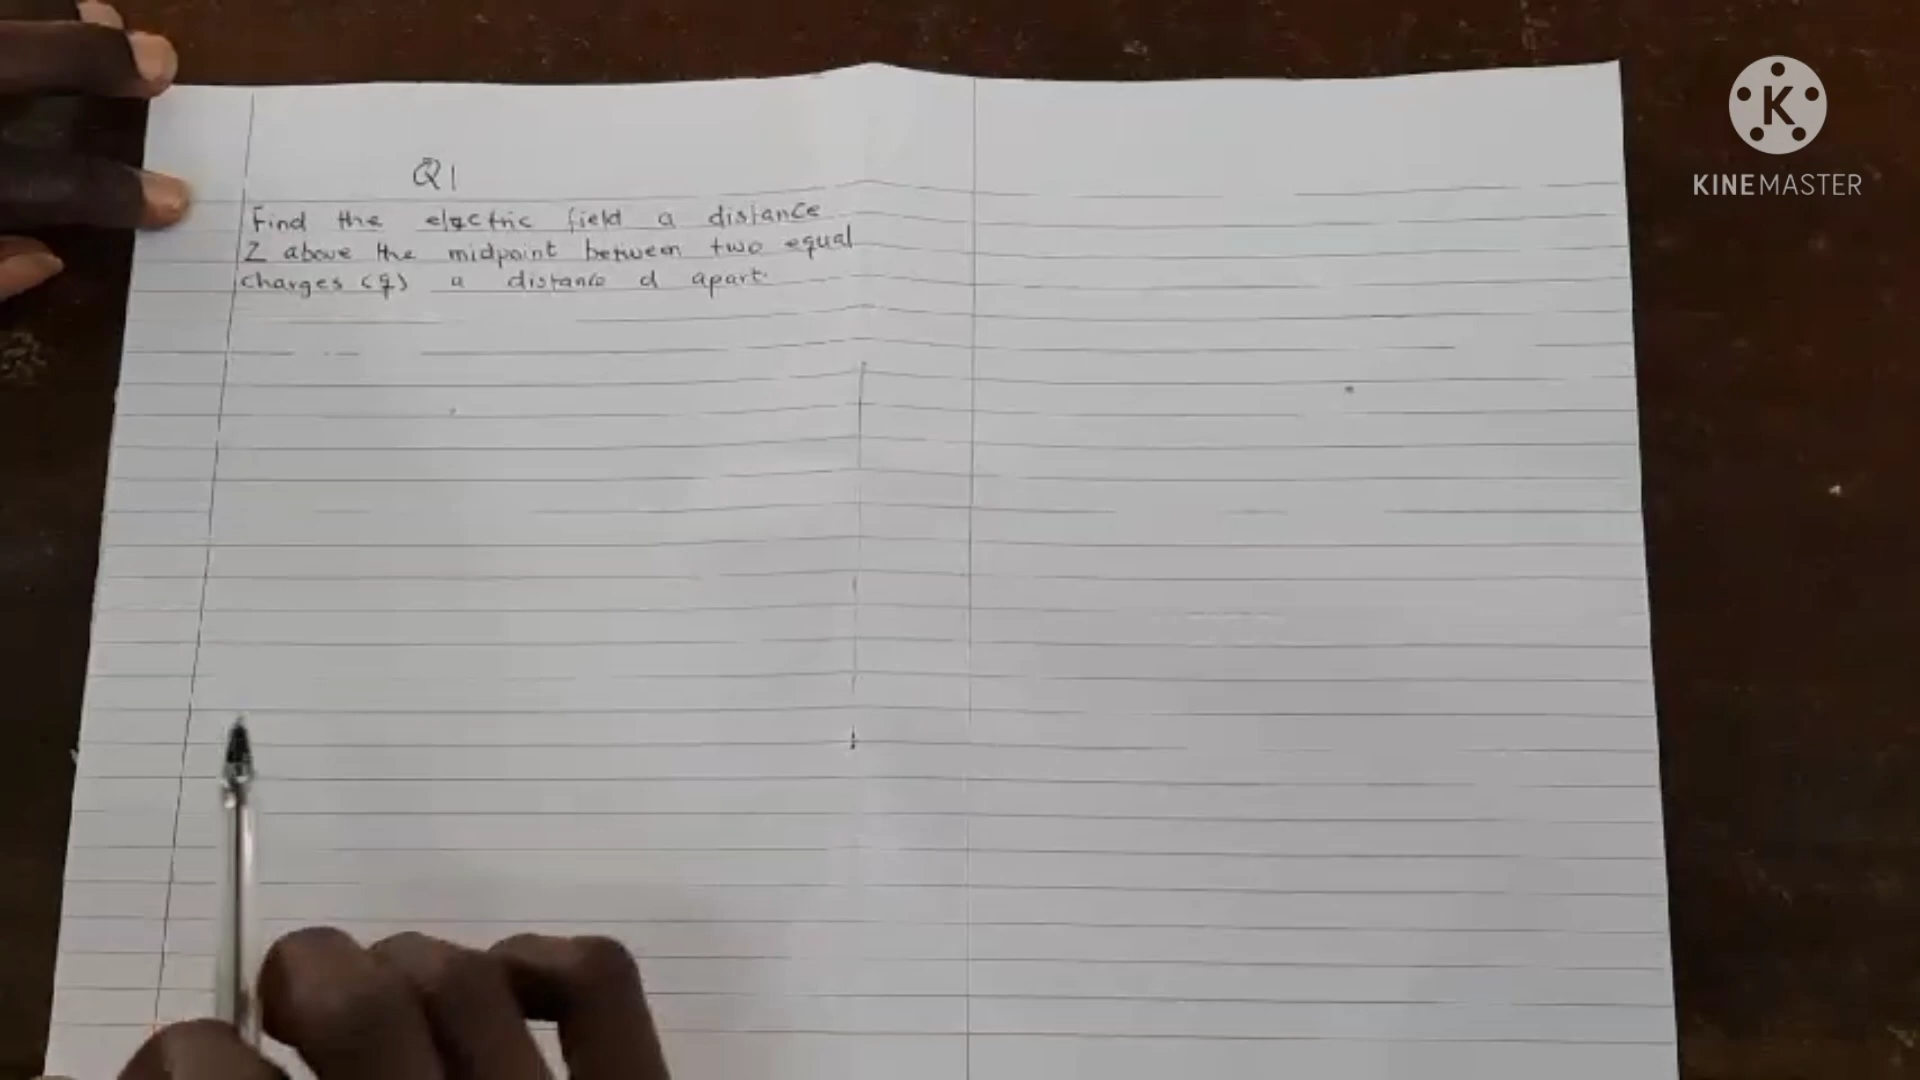 Q1
Find the electric field a distance
Z above the midpoint between two equal
charges (q) a distance d apart.
K
KINEMASTER